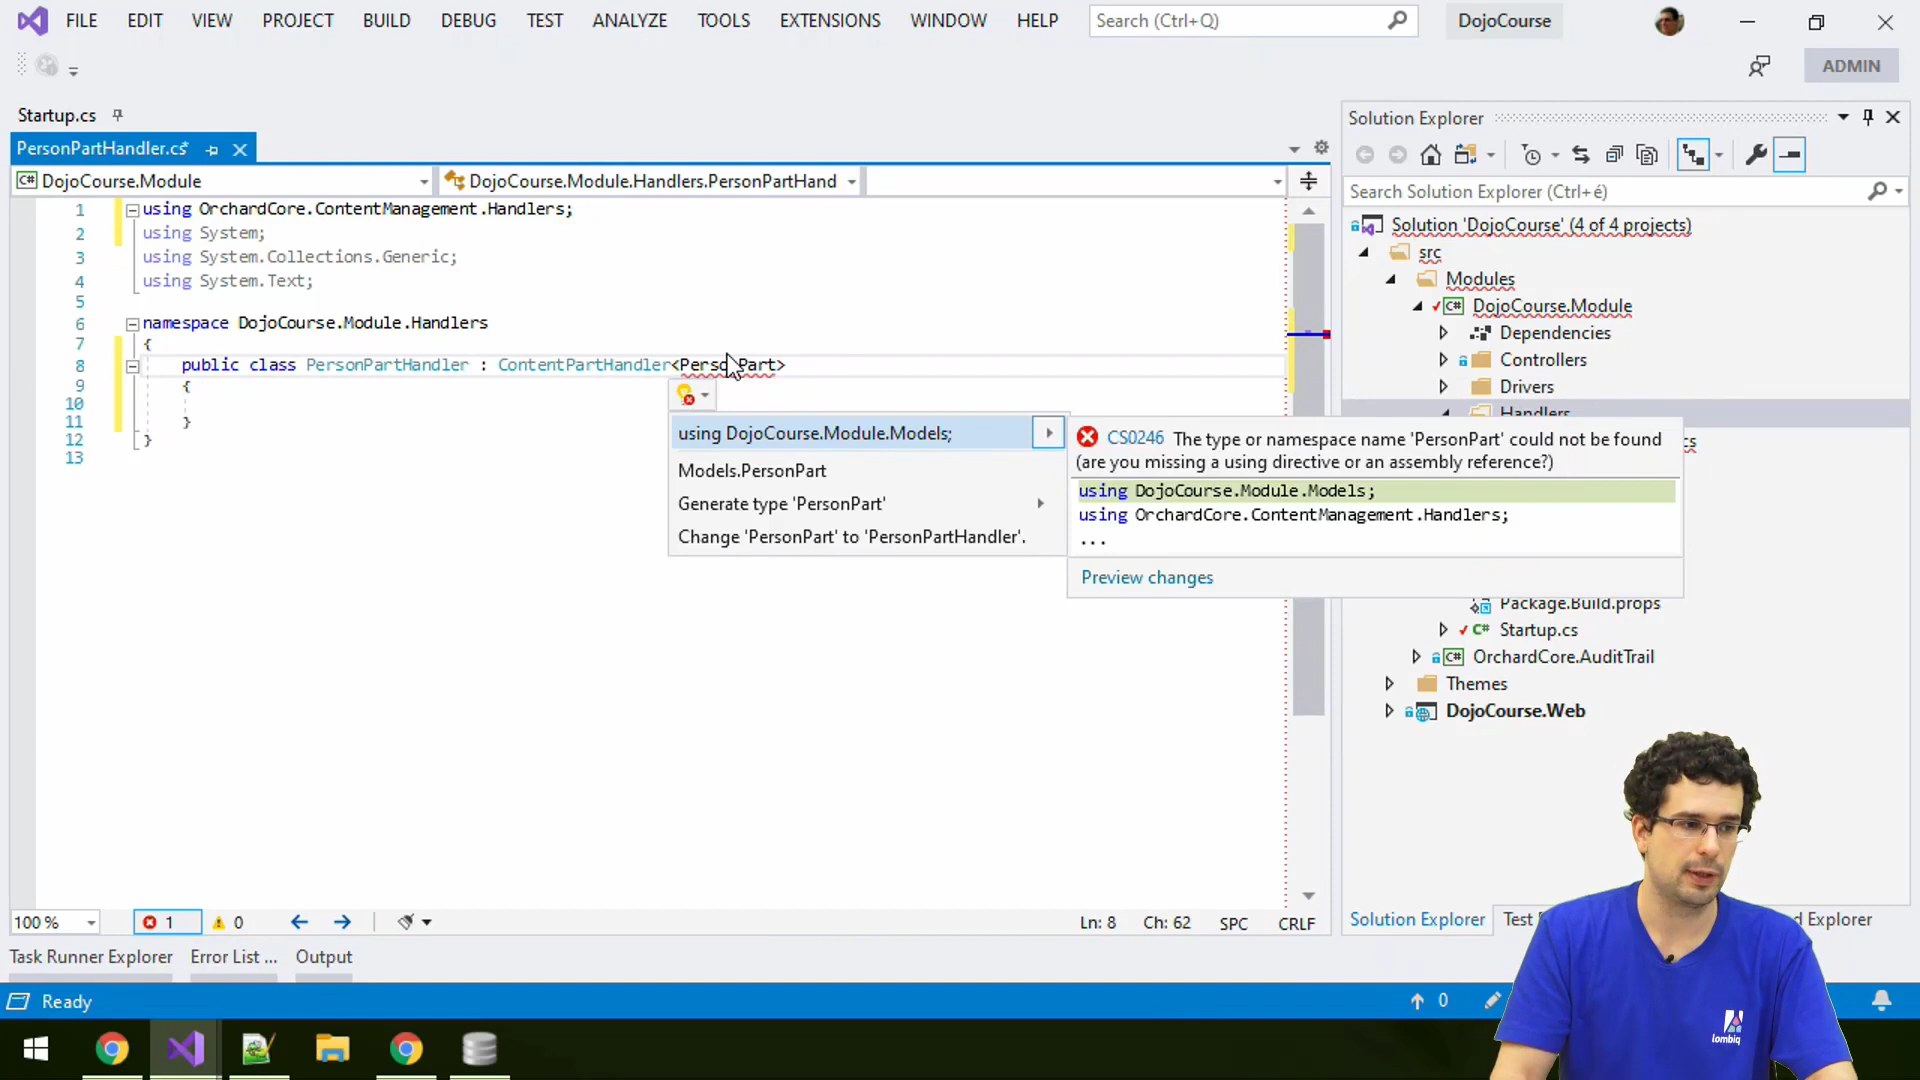 FILE EDIT VIEW PROJECT BUILD DEBUG TEST ANALYZE TOOLS EXTENSIONS WINDOW HELP Search (Ctrl+Q) DojoCourse
ADMIN
Startup.cs
PersonPartHandler.cs*
C# DojoCourse.Module DojoCourse.Module.Handlers.PersonPartHand
1 using OrchardCore.ContentManagement.Handlers;
2 using System;
3 using System.Collections.Generic;
4 using System.Text;
5
6 namespace DojoCourse.Module.Handlers
7 {
8 public class PersonPartHandler : ContentPartHandler<PersonPart>
9 {
10
11 }
12 }
13
using DojoCourse.Module.Models;
Models.PersonPart
Generate type 'PersonPart'
Change 'PersonPart' to 'PersonPartHandler'.
CS0246 The type or namespace name 'PersonPart' could not be found
(are you missing a using directive or an assembly reference?)
using DojoCourse.Module.Models;
using OrchardCore.ContentManagement.Handlers;
...
Preview changes
Solution Explorer
Search Solution Explorer (Ctrl+é)
Solution 'DojoCourse' (4 of 4 projects)
src
Modules
C# DojoCourse.Module
Dependencies
Controllers
Drivers
Handlers
cs
Package.Build.props
C# Startup.cs
C# OrchardCore.AuditTrail
Themes
DojoCourse.Web
100 % 1 0 Ln: 8 Ch: 62 SPC CRLF
Solution Explorer Test d Explorer
Task Runner Explorer Error List ... Output
Ready 0
lombiq